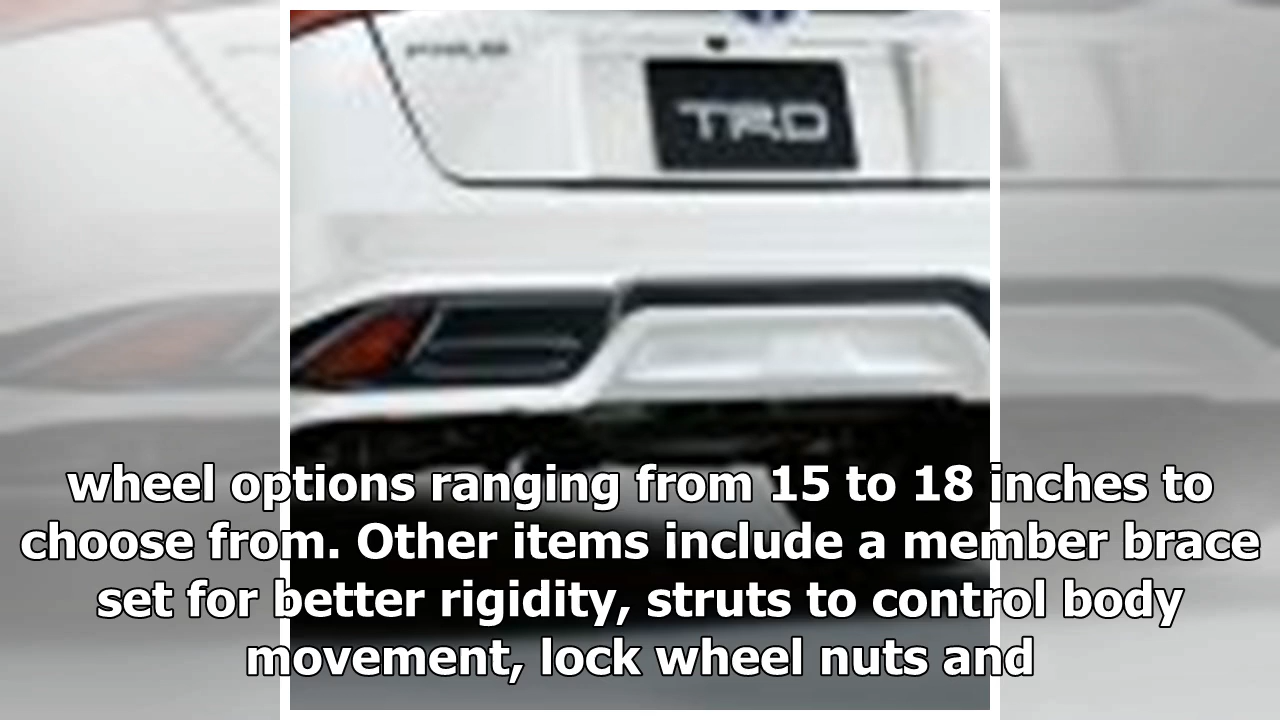 TRD
wheel options ranging from 15 to 18 inches to
choose from. Other items include a member brace
set for better rigidity, struts to control body
movement, lock wheel nuts and